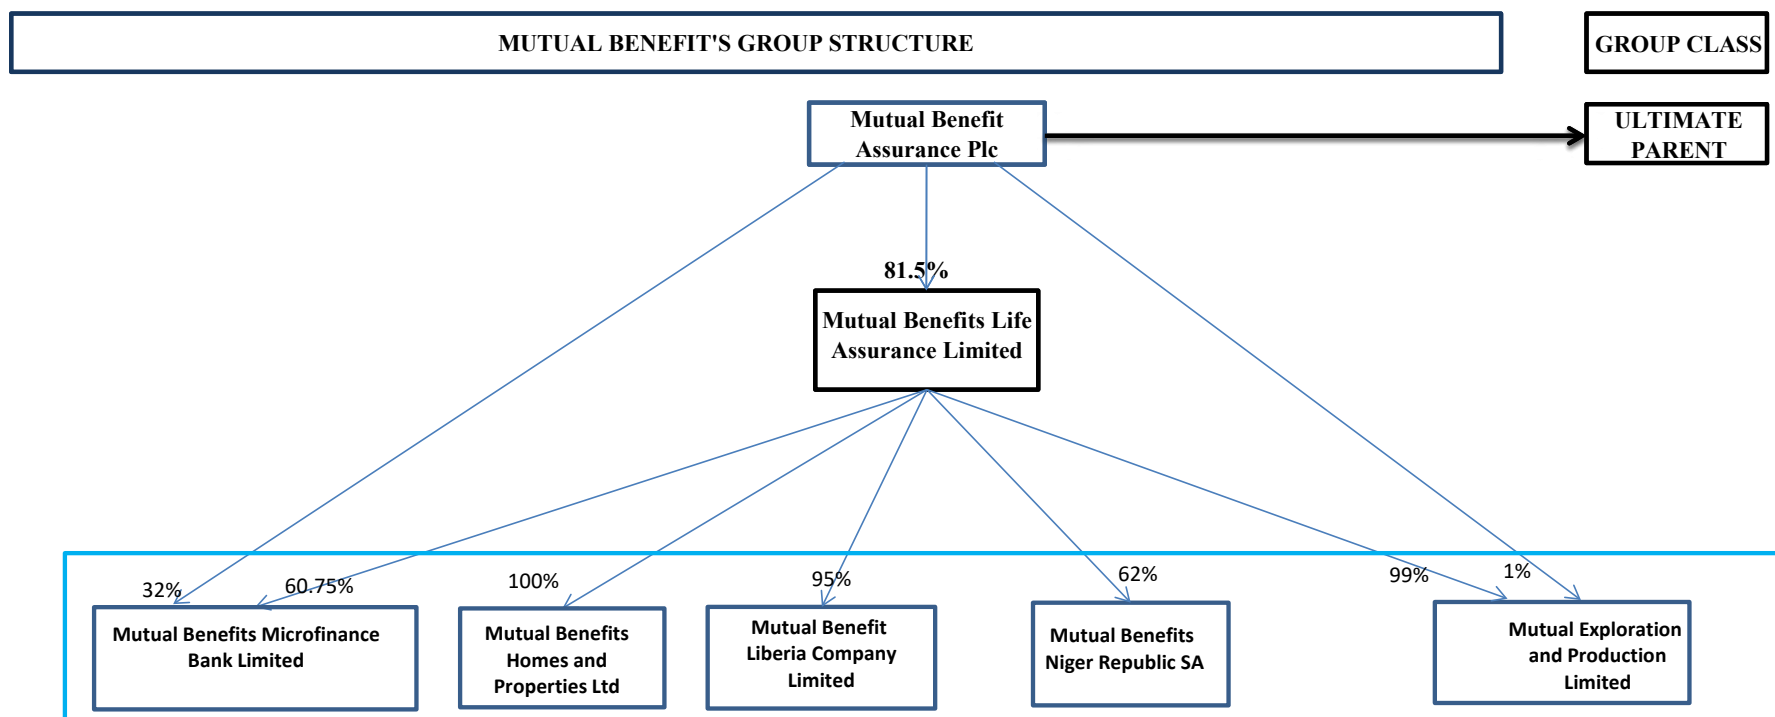 MUTUAL BENEFIT'S GROUP STRUCTURE
GROUP CLASS
Mutual Benefit
Assurance Plc
ULTIMATE
PARENT
81.5%
Mutual Benefits Life
Assurance Limited
32%
60.75%
100%
95%
62%
99%
1%
Mutual Benefits Microfinance
Bank Limited
Mutual Benefits
Homes and
Properties Ltd
Mutual Benefit
Liberia Company
Limited
Mutual Benefits
Niger Republic SA
Mutual Exploration
and Production
Limited